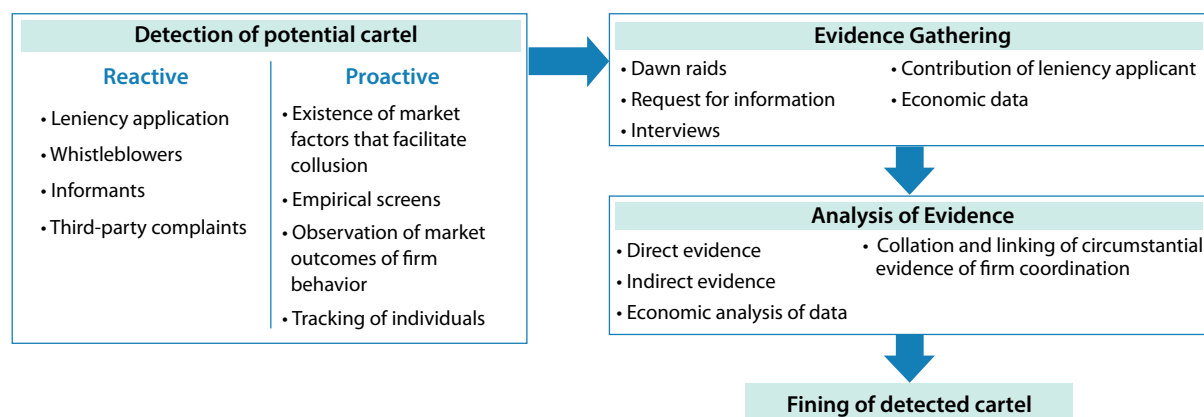 Detection of potential cartel
Reactive
• Leniency application
• Whistleblowers
• Informants
• Third-party complaints
Proactive
• Existence of market
factors that facilitate
collusion
• Empirical screens
• Observation of market
outcomes of firm
behavior
• Tracking of individuals
Evidence Gathering
• Dawn raids
• Request for information
• Interviews
• Contribution of leniency applicant
• Economic data
Analysis of Evidence
• Direct evidence
• Indirect evidence
• Economic analysis of data
• Collation and linking of circumstantial
evidence of firm coordination
Fining of detected cartel